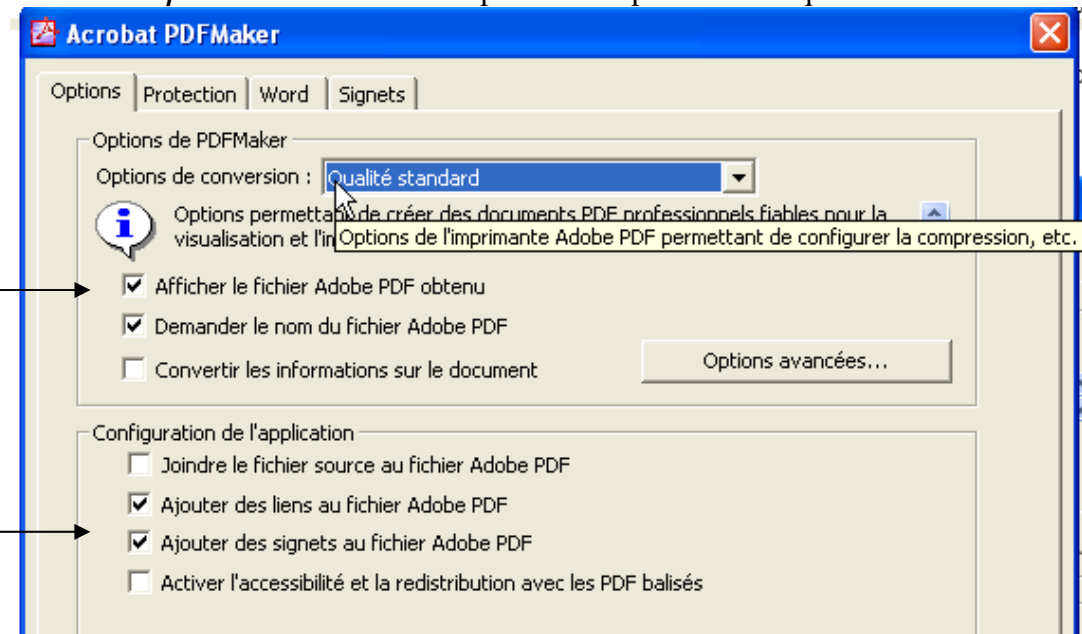 Acrobat PDFMaker
Options Protection Word Signets
Options de PDFMaker
Options de conversion : Qualité standard
Options permettant de créer des documents PDF professionnels fiables pour la
visualisation et l'in
Options de l'imprimante Adobe PDF permettant de configurer la compression, etc.
Afficher le fichier Adobe PDF obtenu
Demander le nom du fichier Adobe PDF
Convertir les informations sur le document
Options avancées...
Configuration de l'application
Joindre le fichier source au fichier Adobe PDF
Ajouter des liens au fichier Adobe PDF
Ajouter des signets au fichier Adobe PDF
Activer l'accessibilité et la redistribution avec les PDF balisés